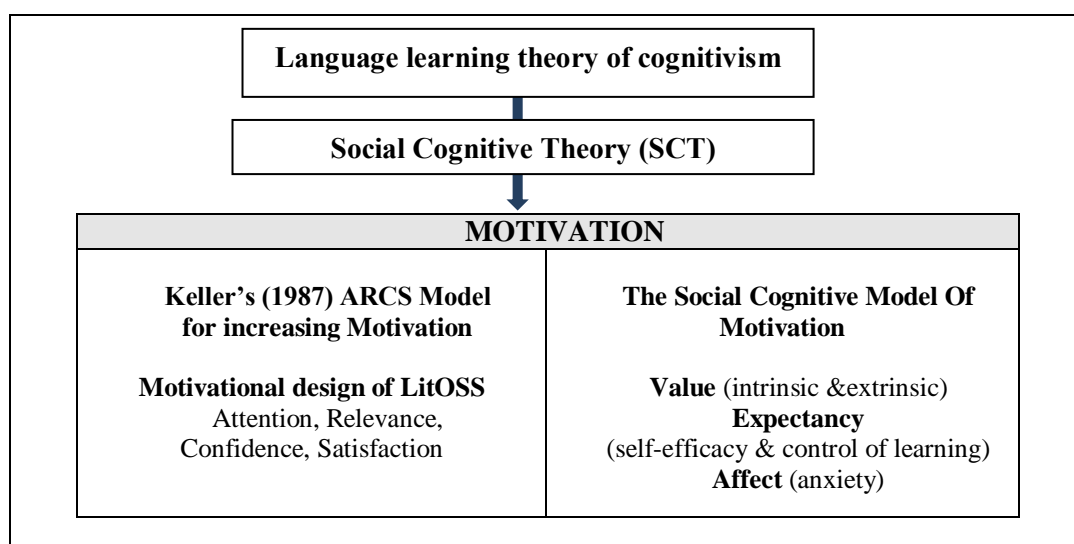 Language learning theory of cognitivism
Social Cognitive Theory (SCT)
MOTIVATION
Keller's (1987) ARCS Model
for increasing Motivation
Motivational design of LitOSS
Attention, Relevance,
Confidence, Satisfaction
The Social Cognitive Model Of
Motivation
Value (intrinsic &extrinsic)
Expectancy
(self-efficacy & control of learning)
Affect (anxiety)